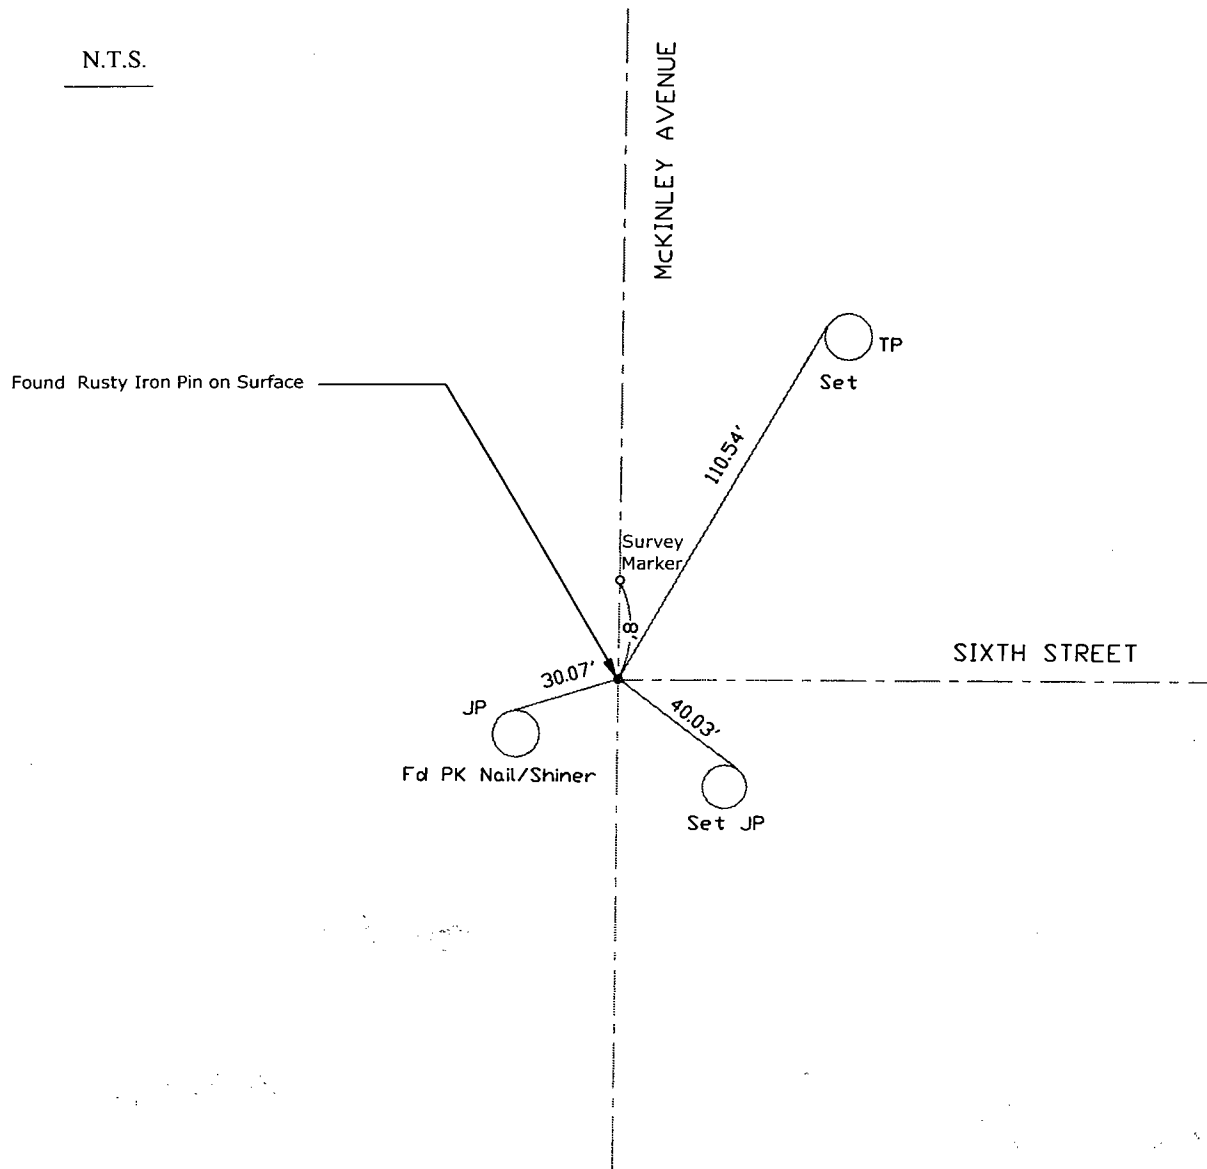 N.T.S.
McKINLEY AVENUE
TP
Set
Found Rusty Iron Pin on Surface
110.54'
Survey
Marker
8'
SIXTH STREET
30.07'
JP
40.03'
Fd PK Nail/Shiner
Set JP